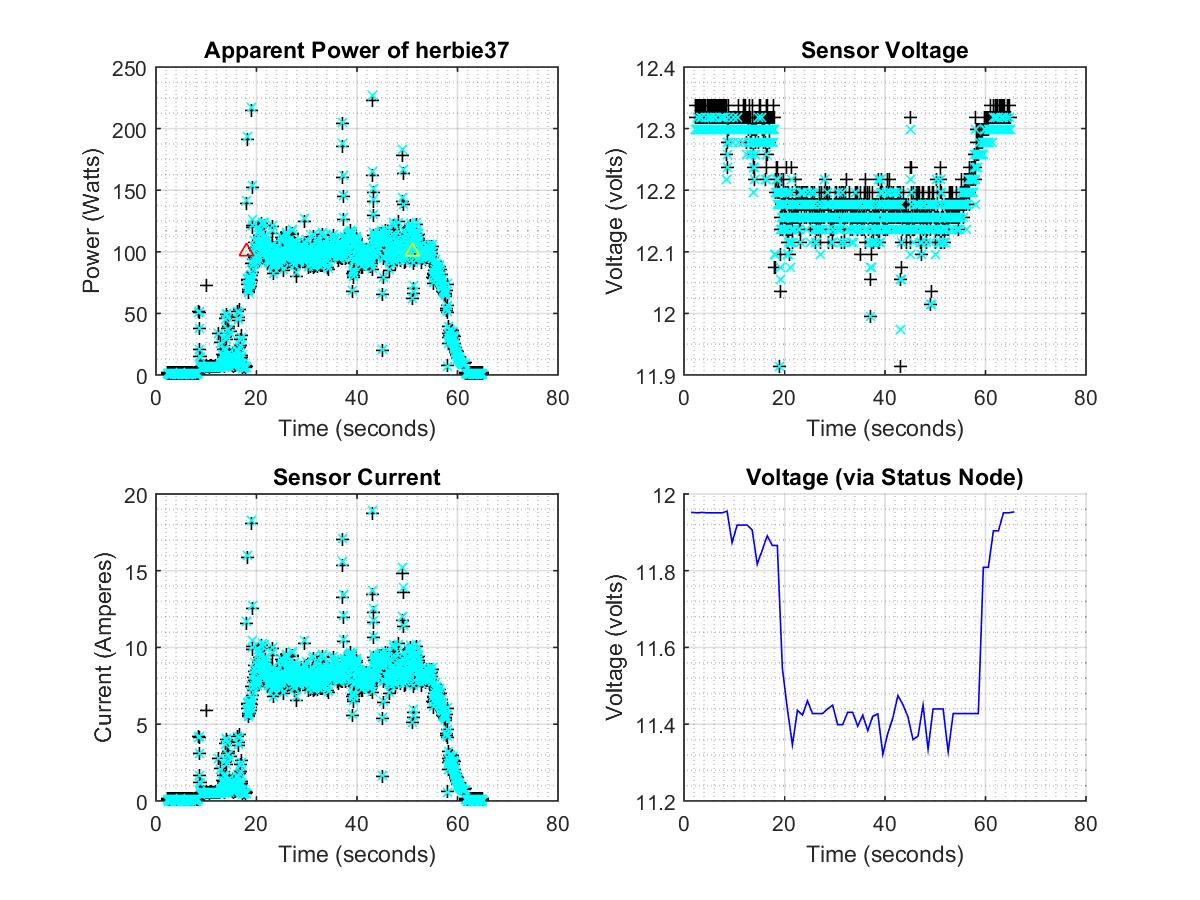 Apparent Power of herbie37
250
200
150
100
50
0
Power (Watts)
0 20 40 60 80
Time (seconds)
Sensor Voltage
12.4
12.3
12.2
12.1
12
11.9
Voltage (volts)
0 20 40 60 80
Time (seconds)
Sensor Current
20
15
10
5
0
Current (Amperes)
0 20 40 60 80
Time (seconds)
Voltage (via Status Node)
12
11.8
11.6
11.4
11.2
Voltage (volts)
0 20 40 60 80
Time (seconds)